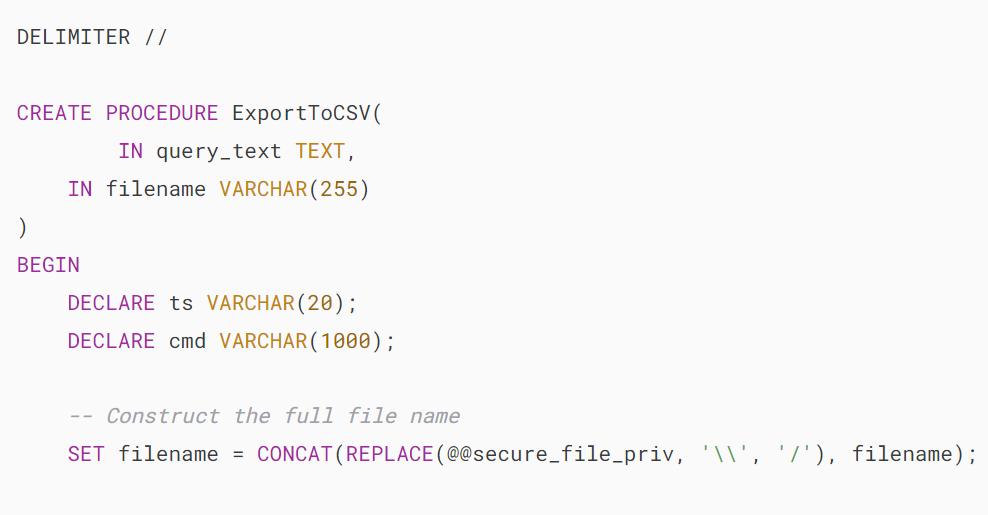 DELIMITER //
CREATE PROCEDURE ExportToCSV(
IN query_text TEXT,
IN filename VARCHAR(255)
)
BEGIN
DECLARE ts VARCHAR(20);
DECLARE cmd VARCHAR(1000);
-- Construct the full file name
SET filename = CONCAT(REPLACE(@@secure_file_priv, '\\', '/'), filename);